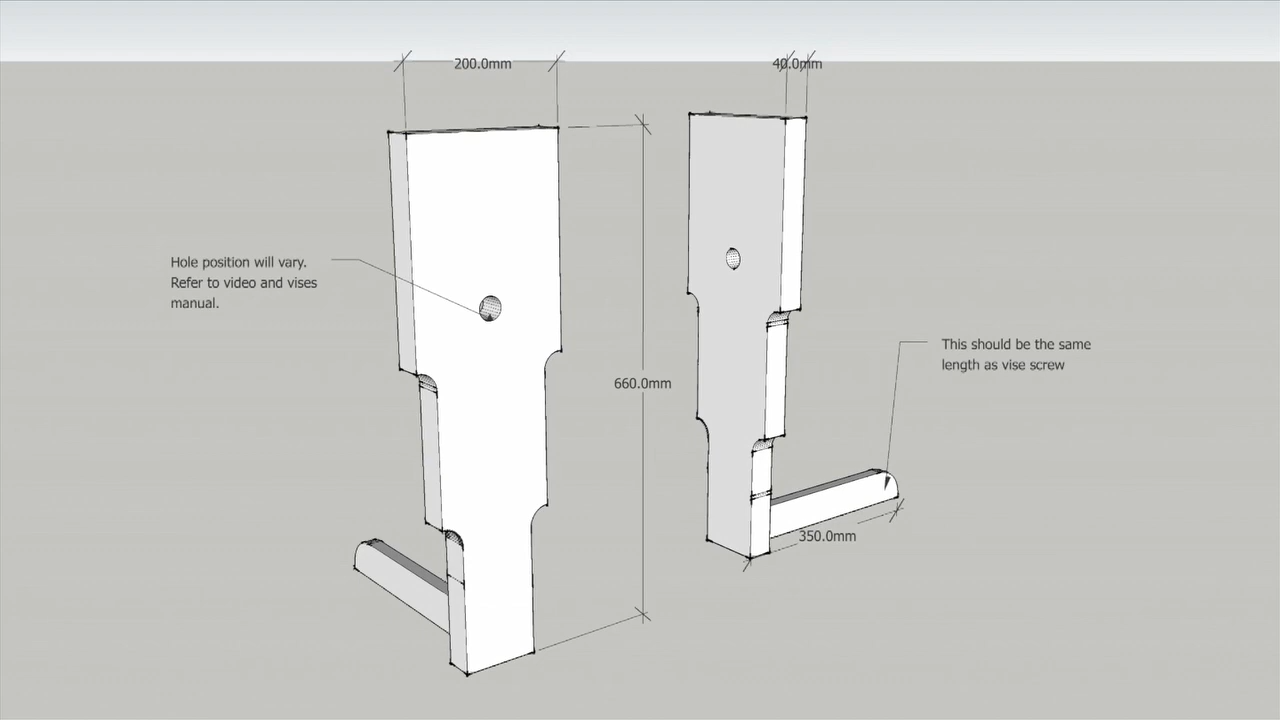 200.0mm
40.0mm
Hole position will vary.
Refer to video and vises
manual.
This should be the same
length as vise screw
660.0mm
350.0mm